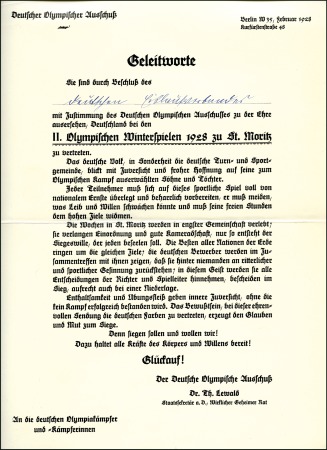 Deutscher Olympischer Ausschuß
Berlin W 35, Februar 1928
Kurfürstenstraße 48
Geleitworte
Sie sind durch Beschluß des
Deutschen Eislaufverbandes
mit Zustimmung des Deutschen Olympischen Ausschusses zu der Ehre
ausersehen, Deutschland bei den
II. Olympischen Winterspielen 1928 zu St. Moritz
zu vertreten.
Das deutsche Volk, in Sonderheit die deutsche Turn- und Sport-
gemeinde, blickt mit Zuversicht und froher Hoffnung auf seine zum
Olympischen Kampf auserwählten Söhne und Töchter.
Jeder Teilnehmer muß sich auf dieses sportliche Spiel voll von
nationalem Ernste überlegt und beharrlich vorbereiten, er muß meiden,
was Leib und Willen schwächen könnte und muß seine freien Stunden
dem hohen Ziele widmen.
Die Wochen in St. Moritz werden in engster Gemeinschaft verlebt;
sie verlangen Einordnung und gute Kameradschaft, nur so entsteht der
Siegeswille, der jeden beseelen soll. Die Besten aller Nationen der Erde
ringen um die gleichen Ziele; die deutschen Bewerber werden im Zu-
sammentreffen mit ihnen zeigen, daß sie hinter niemanden an ritterlicher
und sportlicher Gesinnung zurückstehen; in diesem Geist werden sie alle
Entscheidungen der Richter und Spielleiter hinnehmen, bescheiden im
Sieg, aufrecht auch bei einer Niederlage.
Enthaltsamkeit und Übungsfleiß geben innere Zuversicht, ohne die
kein Kampf erfolgreich bestanden wird. Das Bewußtsein, bei dieser ehren-
vollen Sendung die deutschen Farben zu vertreten, erzeugt den Glauben
und Mut zum Siege.
Denn siegen sollen und wollen wir!
Dazu haltet alle Kräfte des Körpers und Willens bereit!
Glückauf!
Der Deutsche Olympische Ausschuß
Dr. Th. Lewald
Staatssekretär a. D., Wirklicher Geheimer Rat
An die deutschen Olympiakämpfer
und -Kämpferinnen